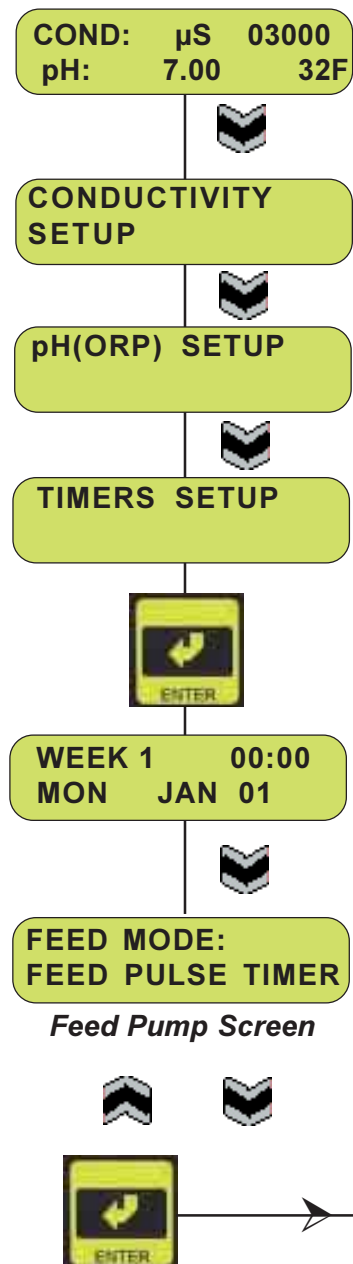 COND: µS 03000
pH: 7.00 32F
CONDUCTIVITY
SETUP
pH(ORP) SETUP
TIMERS SETUP
ENTER
WEEK 1 00:00
MON JAN 01
FEED MODE:
FEED PULSE TIMER
Feed Pump Screen
ENTER